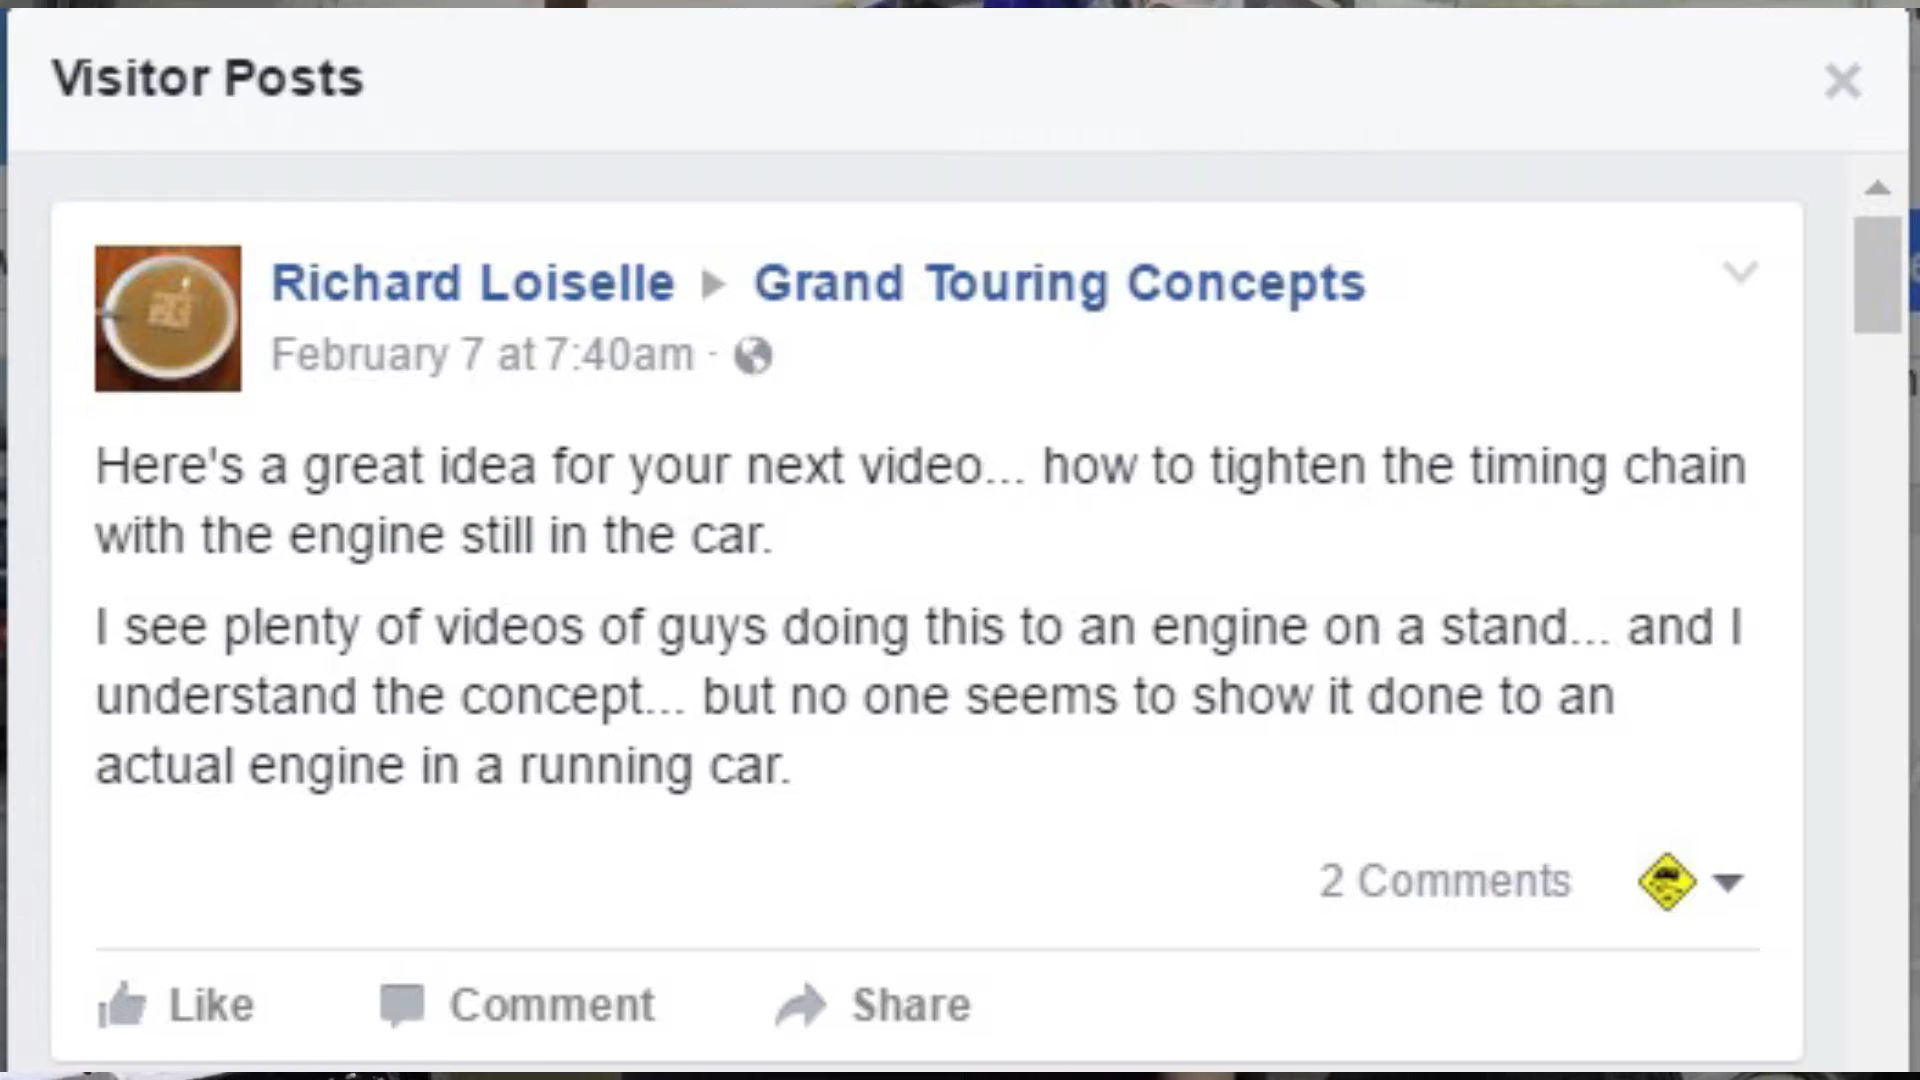 Visitor Posts
Richard Loiselle ▶ Grand Touring Concepts
February 7 at 7:40am ·
Here's a great idea for your next video... how to tighten the timing chain
with the engine still in the car.
I see plenty of videos of guys doing this to an engine on a stand... and I
understand the concept... but no one seems to show it done to an
actual engine in a running car.
2 Comments
Like Comment Share